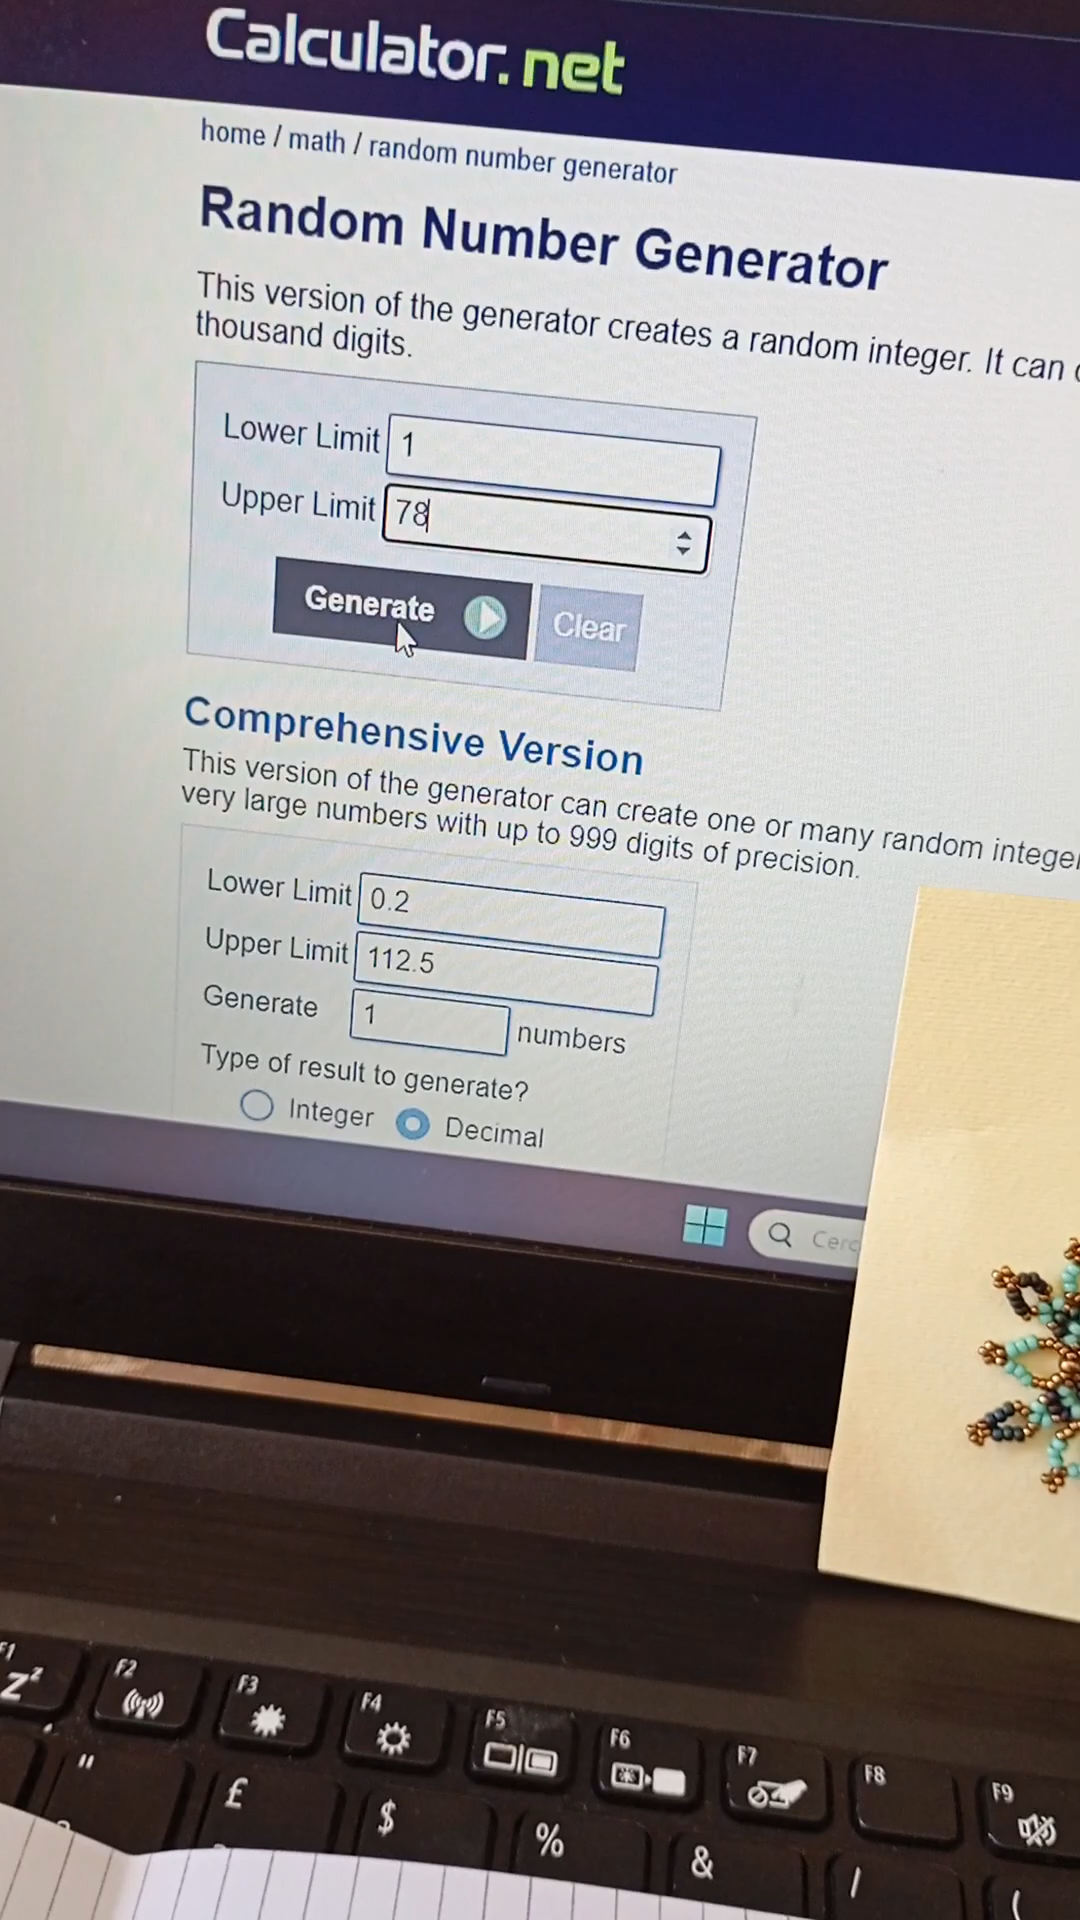 Calculator.net
home / math / random number generator
Random Number Generator
This version of the generator creates a random integer. It can
thousand digits.
Lower Limit 1
Upper Limit 78
Generate Clear
Comprehensive Version
This version of the generator can create one or many random integer
very large numbers with up to 999 digits of precision.
Lower Limit 0.2
Upper Limit 112.5
Generate 1 numbers
Type of result to generate?
Integer Decimal
Cerc
F1 F2 F3 F4 F5 F6 F7 F8 F9
Zz
" £ $ % & / (